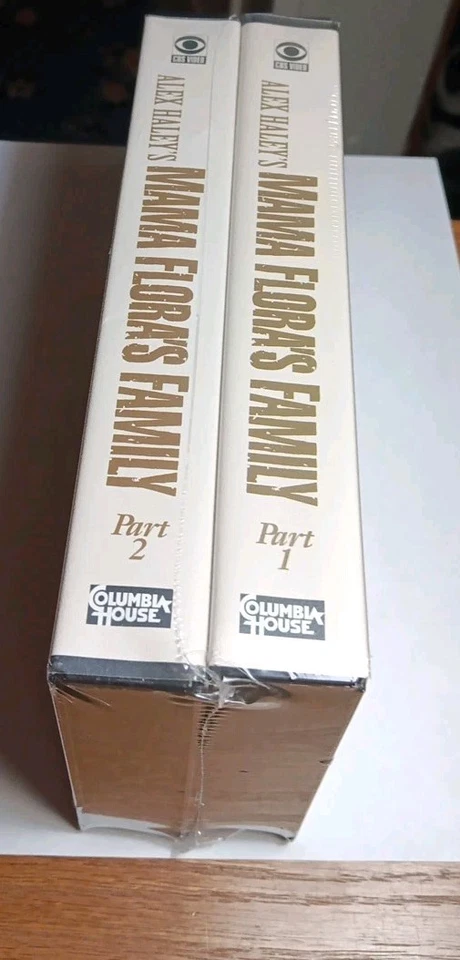 CBS VIDEO
ALEX HALEY'S
MAMA FLORA'S FAMILY
Part
2
COLUMBIA
HOUSE
CBS VIDEO
ALEX HALEY'S
MAMA FLORA'S FAMILY
Part
1
COLUMBIA
HOUSE